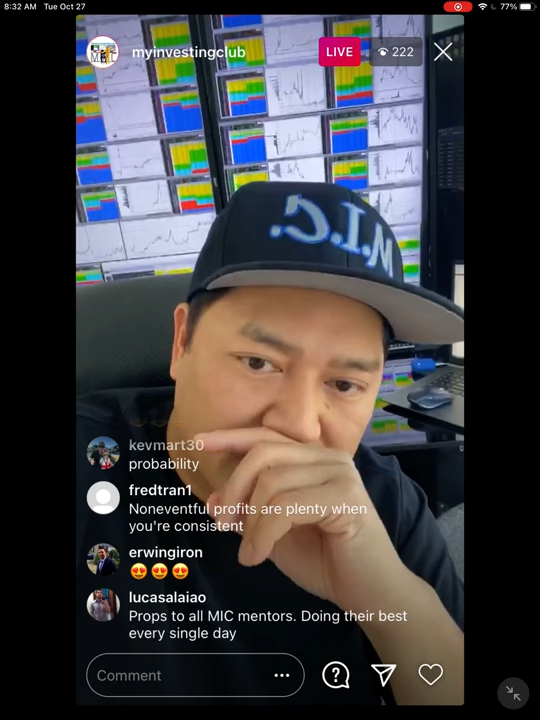 8:32 AM Tue Oct 27
77%
myinvestingclub
LIVE
222
M.I.C.
kevmart30
probability
fredtran1
Noneventful profits are plenty when
you're consistent
erwingiron
lucasalaiao
Props to all MIC mentors. Doing their best
every single day
Comment